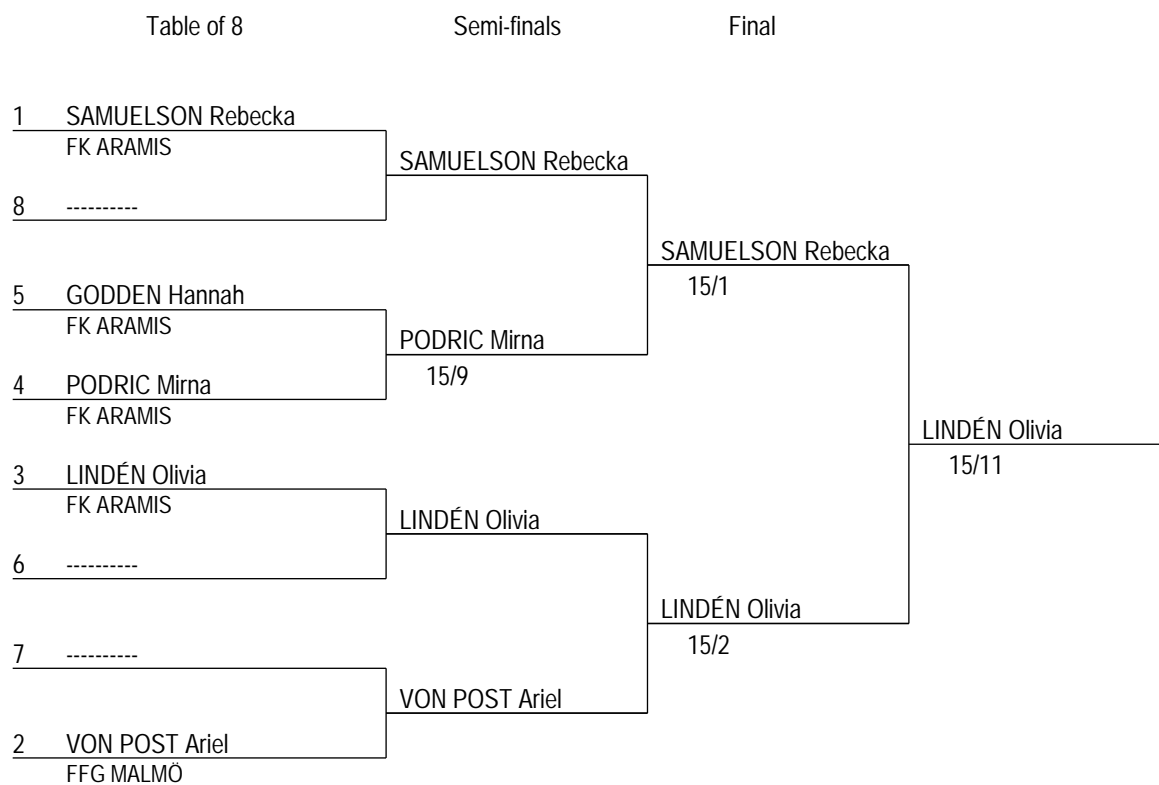 Table of 8 Semi-finals Final
1 SAMUELSON Rebecka
FK ARAMIS
SAMUELSON Rebecka
8 ----------
SAMUELSON Rebecka
15/1
5 GODDEN Hannah
FK ARAMIS
PODRIC Mirna
15/9
4 PODRIC Mirna
FK ARAMIS
LINDÉN Olivia
15/11
3 LINDÉN Olivia
FK ARAMIS
LINDÉN Olivia
6 ----------
LINDÉN Olivia
15/2
7 ----------
VON POST Ariel
2 VON POST Ariel
FFG MALMÖ